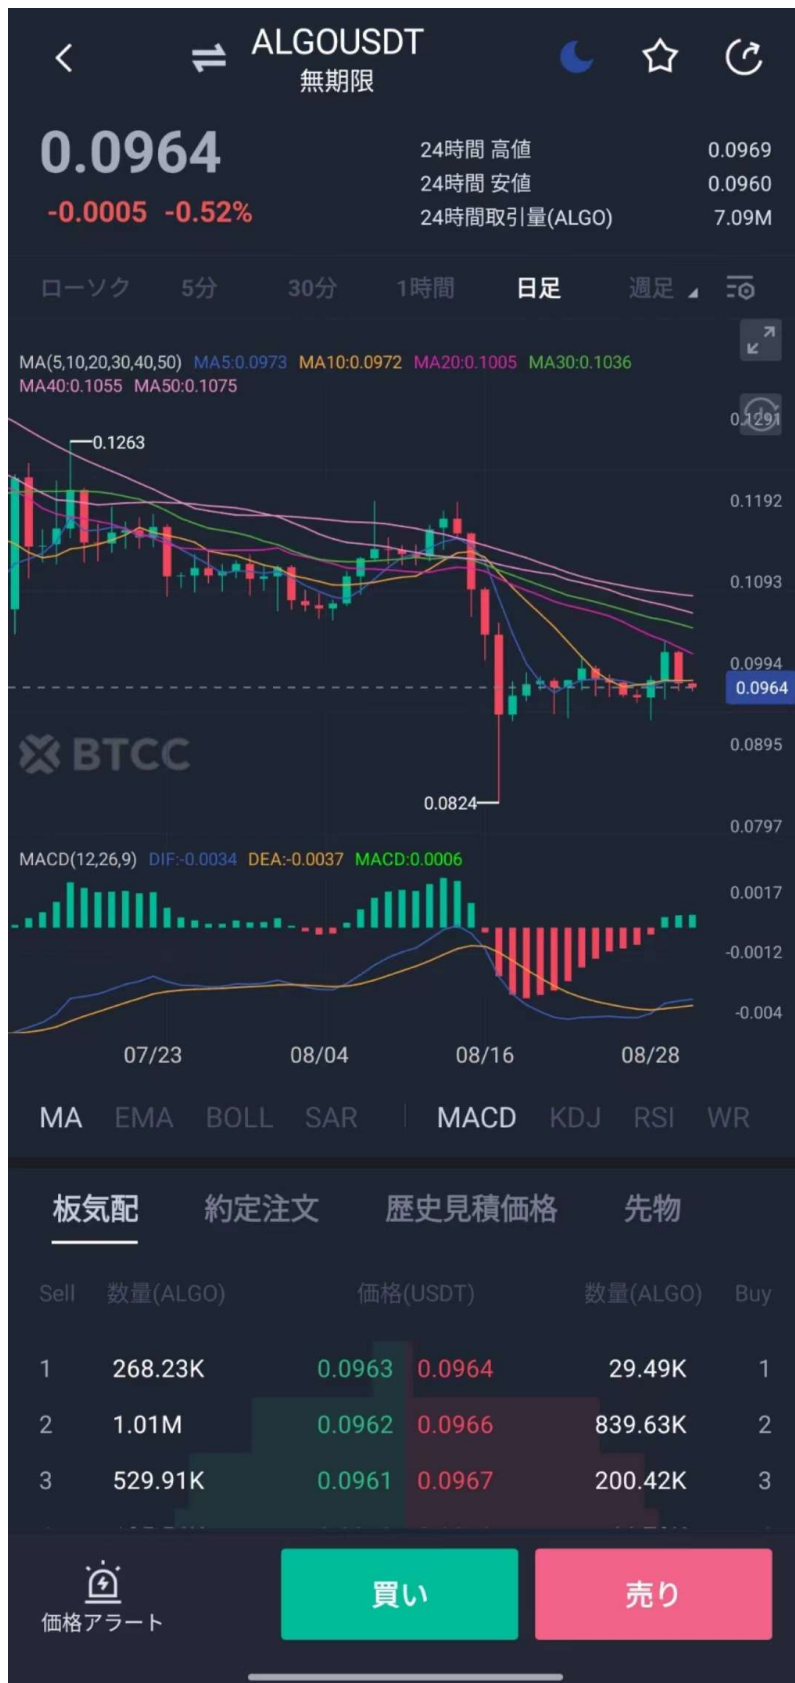 ALGOUSDT
無期限
0.0964
-0.0005 -0.52%
24時間 高値 0.0969
24時間 安値 0.0960
24時間取引量(ALGO) 7.09M
ローソク 5分 30分 1時間 日足 週足
MA(5,10,20,30,40,50) MA5:0.0973 MA10:0.0972 MA20:0.1005 MA30:0.1036
MA40:0.1055 MA50:0.1075
0.1291
0.1263
0.1192
0.1093
0.0994
0.0964
BTCC
0.0895
0.0824
0.0797
MACD(12,26,9) DIF:-0.0034 DEA:-0.0037 MACD:0.0006
0.0017
-0.0012
-0.004
07/23 08/04 08/16 08/28
MA EMA BOLL SAR MACD KDJ RSI WR
板気配 約定注文 歴史見積価格 先物
Sell 数量(ALGO) 価格(USDT) 数量(ALGO) Buy
1 268.23K 0.0963 0.0964 29.49K 1
2 1.01M 0.0962 0.0966 839.63K 2
3 529.91K 0.0961 0.0967 200.42K 3
価格アラート 買い 売り